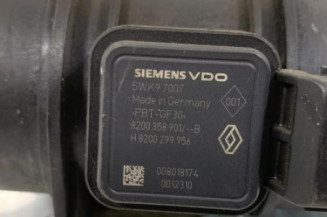 SIEMENS VDO
5WK9 7007
Made in Germany
001
>PBT-GF30<
8200 358 901/--B
H 8200 299 956
008018174
0012310